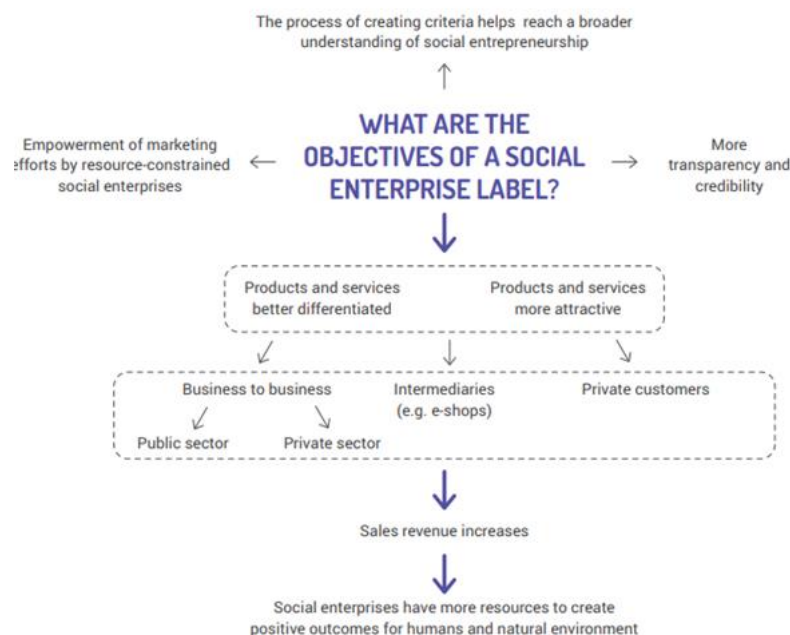 The process of creating criteria helps reach a broader
understanding of social entrepreneurship
WHAT ARE THE
OBJECTIVES OF A SOCIAL
ENTERPRISE LABEL?
Empowerment of marketing
efforts by resource-constrained
social enterprises
More
transparency and
credibility
Products and services
better differentiated
Products and services
more attractive
Business to business
Intermediaries
(e.g. e-shops)
Private customers
Public sector
Private sector
Sales revenue increases
Social enterprises have more resources to create
positive outcomes for humans and natural environment